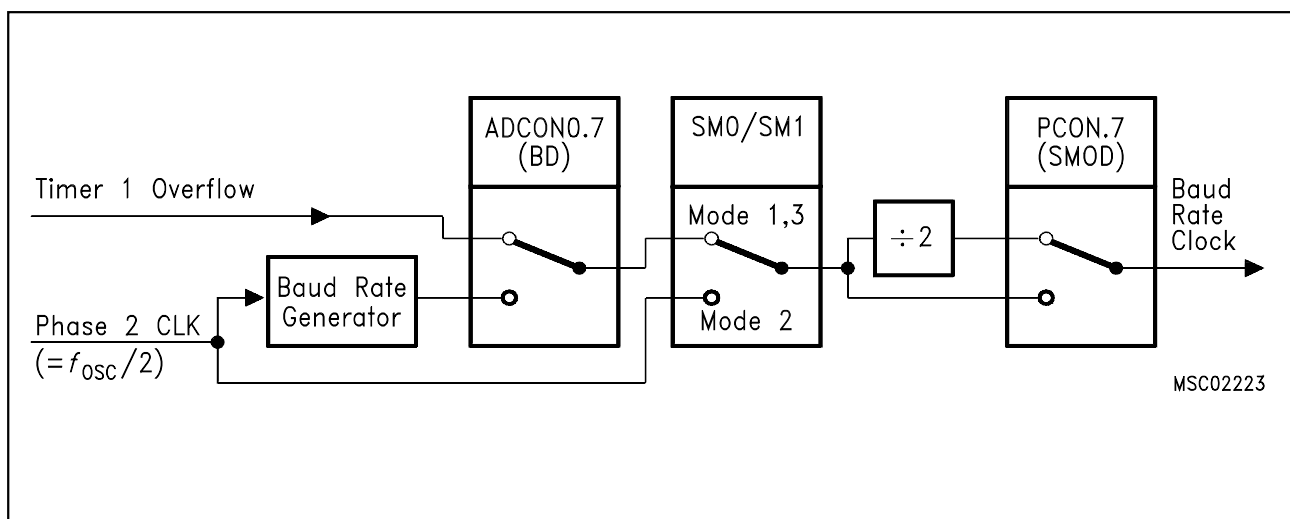 ADCON0.7
(BD)
SM0/SM1
PCON.7
(SMOD)
Timer 1 Overflow
Baud
Rate
Clock
Mode 1,3
÷2
Baud Rate
Generator
Phase 2 CLK
(=fOSC/2)
Mode 2
MSC02223